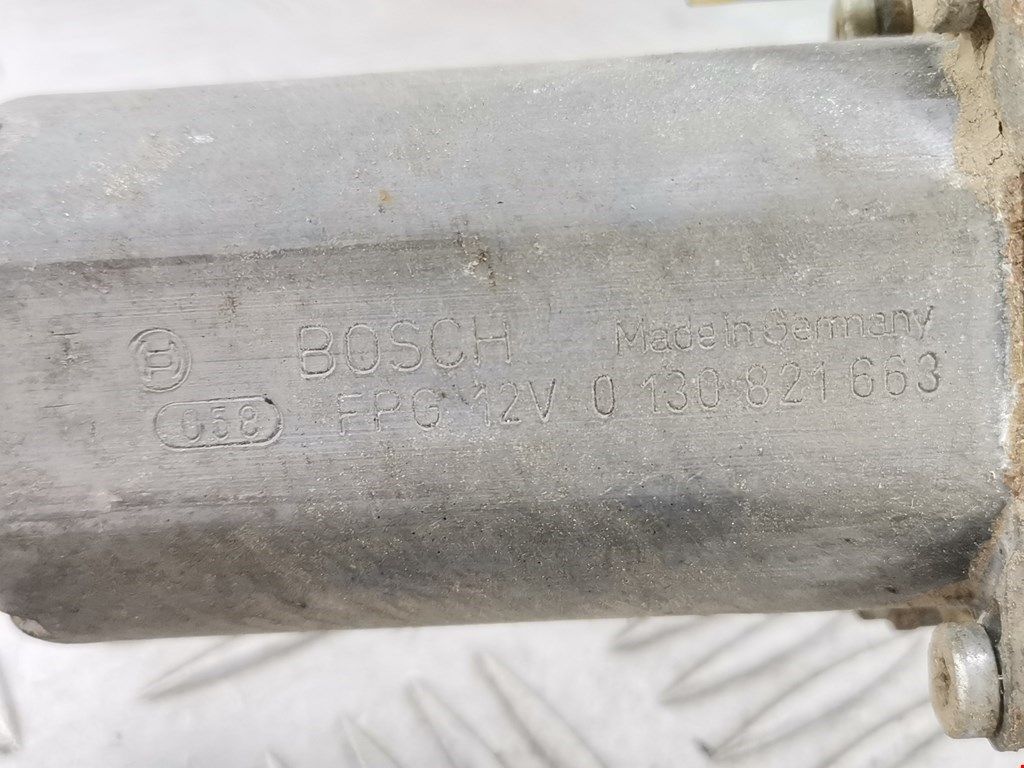 BOSCH Made in Germany
058 FPG 12V 0 130 821 663